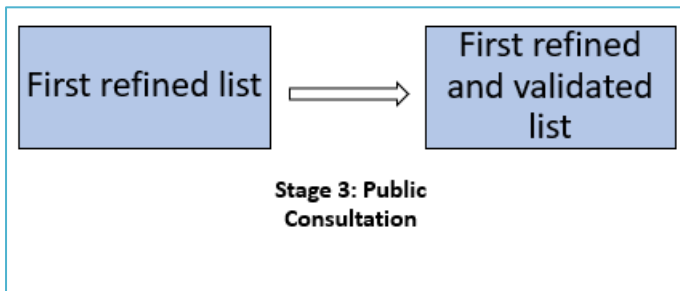 First refined list
First refined
and validated
list
Stage 3: Public
Consultation